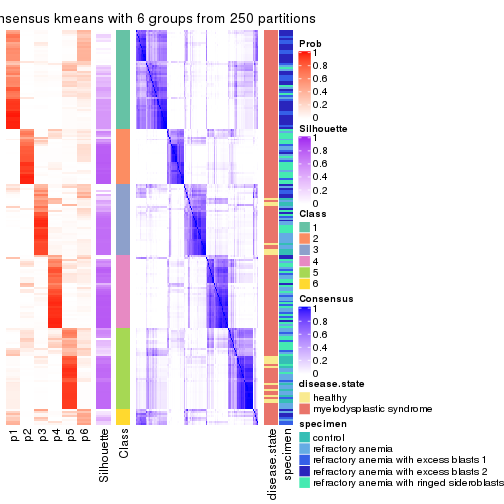 nsensus kmeans with 6 groups from 250 partitions
Prob
1
0.8
0.6
0.4
0.2
0
Silhouette
1
0.8
0.6
0.4
0.2
0
Class
1
2
3
4
5
6
Consensus
1
0.8
0.6
0.4
0.2
0
disease.state
healthy
myelodysplastic syndrome
specimen
control
refractory anemia
refractory anemia with excess blasts 1
refractory anemia with excess blasts 2
refractory anemia with ringed sideroblasts
p1
p2
p3
p4
p5
p6
Silhouette
Class
disease.state
specimen